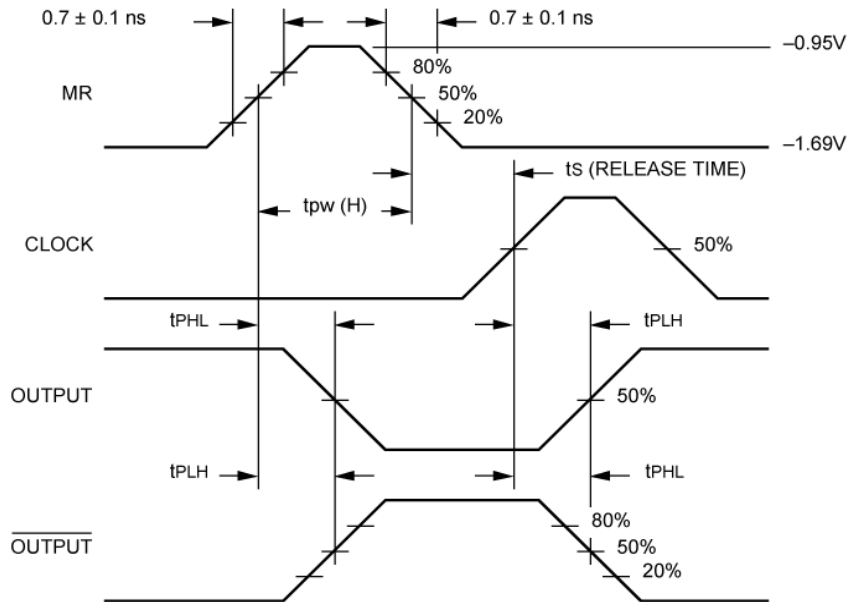 0.7 ± 0.1 ns
0.7 ± 0.1 ns
–0.95V
80%
MR
50%
20%
–1.69V
tS (RELEASE TIME)
tpw (H)
CLOCK
50%
tPHL
tPLH
OUTPUT
50%
tPLH
tPHL
80%
OUTPUT
50%
20%